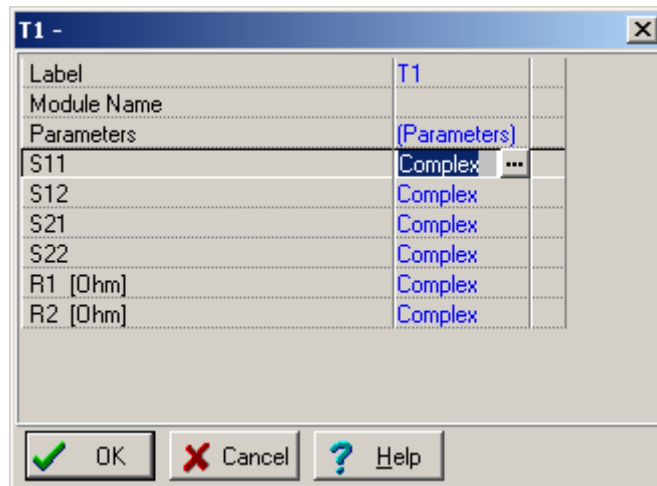 T1 -
Label T1
Module Name
Parameters (Parameters)
S11 Complex ...
S12 Complex
S21 Complex
S22 Complex
R1 [Ohm] Complex
R2 [Ohm] Complex
OK Cancel ? Help